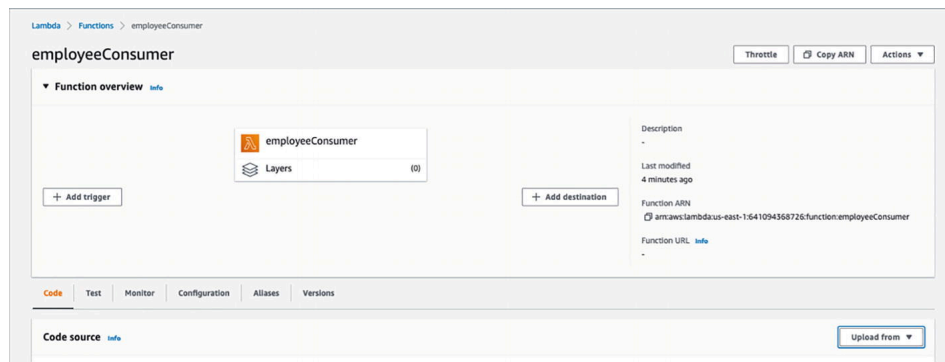 Lambda > Functions > employeeConsumer
employeeConsumer
Throttle
Copy ARN
Actions
Function overview Info
employeeConsumer
Layers (0)
+ Add trigger
+ Add destination
Description
-
Last modified
4 minutes ago
Function ARN
arn:aws:lambda:us-east-1:641094368726:function:employeeConsumer
Function URL Info
-
Code Test Monitor Configuration Aliases Versions
Code source Info
Upload from